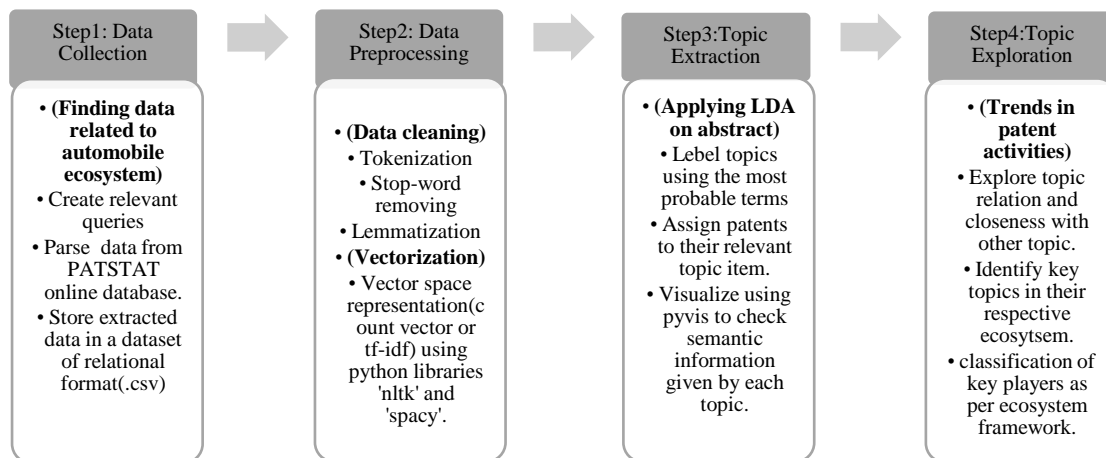 Step1: Data
Collection
• (Finding data
related to
automobile
ecosystem)
• Create relevant
queries
• Parse data from
PATSTAT
online database.
• Store extracted
data in a dataset
of relational
format(.csv)
Step2: Data
Preprocessing
• (Data cleaning)
• Tokenization
• Stop-word
removing
• Lemmatization
• (Vectorization)
• Vector space
representation(c
ount vector or
tf-idf) using
python libraries
'nltk' and
'spacy'.
Step3:Topic
Extraction
• (Applying LDA
on abstract)
• Lebel topics
using the most
probable terms
• Assign patents
to their relevant
topic item.
• Visualize using
pyvis to check
semantic
information
given by each
topic.
Step4:Topic
Exploration
• (Trends in
patent
activities)
• Explore topic
relation and
closeness with
other topic.
• Identify key
topics in their
respective
ecosytsem.
• classification of
key players as
per ecosystem
framework.